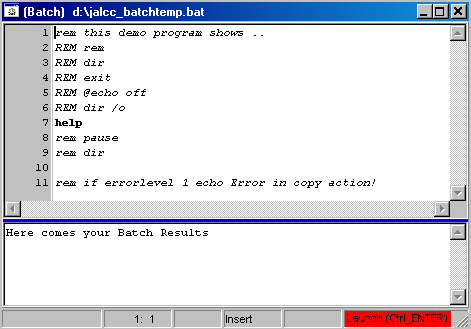 (Batch) d:\jalcc_batchtemp.bat
1 rem this demo program shows ..
2 REM rem
3 REM dir
4 REM exit
5 REM @echo off
6 REM dir /o
7 help
8 rem pause
9 rem dir
10
11 rem if errorlevel 1 echo Error in copy action!
Here comes your Batch Results
1: 1 Insert Launch (Ctrl_ENTER)